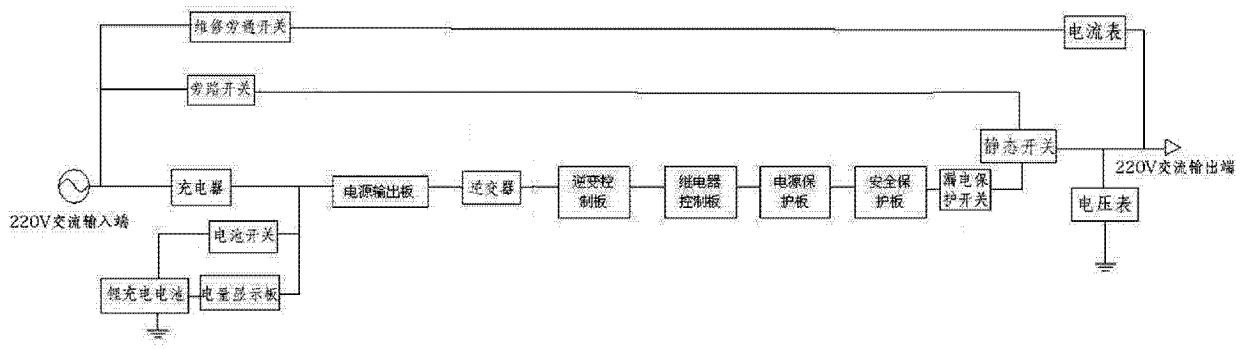 维修旁通开关
电流表
旁路开关
静态开关
220V交流输出端
充电器
电源输出板
逆变器
逆变控
制板
继电器
控制板
电源保
护板
安全保
护板
漏电保
护开关
220V交流输入端
电池开关
电压表
锂充电电池
电量显示板